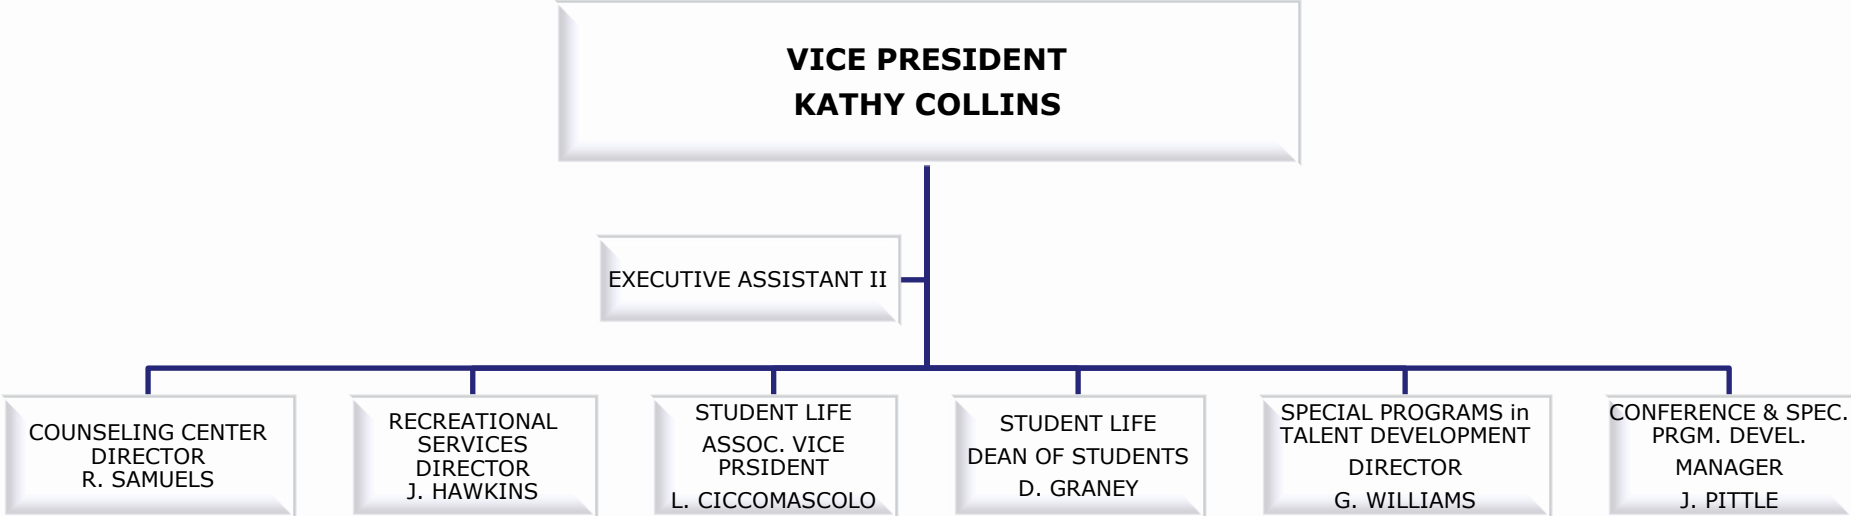 VICE PRESIDENT
KATHY COLLINS
EXECUTIVE ASSISTANT II
COUNSELING CENTER
DIRECTOR
R. SAMUELS
RECREATIONAL
SERVICES
DIRECTOR
J. HAWKINS
STUDENT LIFE
ASSOC. VICE
PRSIDENT
L. CICCOMASCOLO
STUDENT LIFE
DEAN OF STUDENTS
D. GRANEY
SPECIAL PROGRAMS in
TALENT DEVELOPMENT
DIRECTOR
G. WILLIAMS
CONFERENCE & SPEC.
PRGM. DEVEL.
MANAGER
J. PITTLE